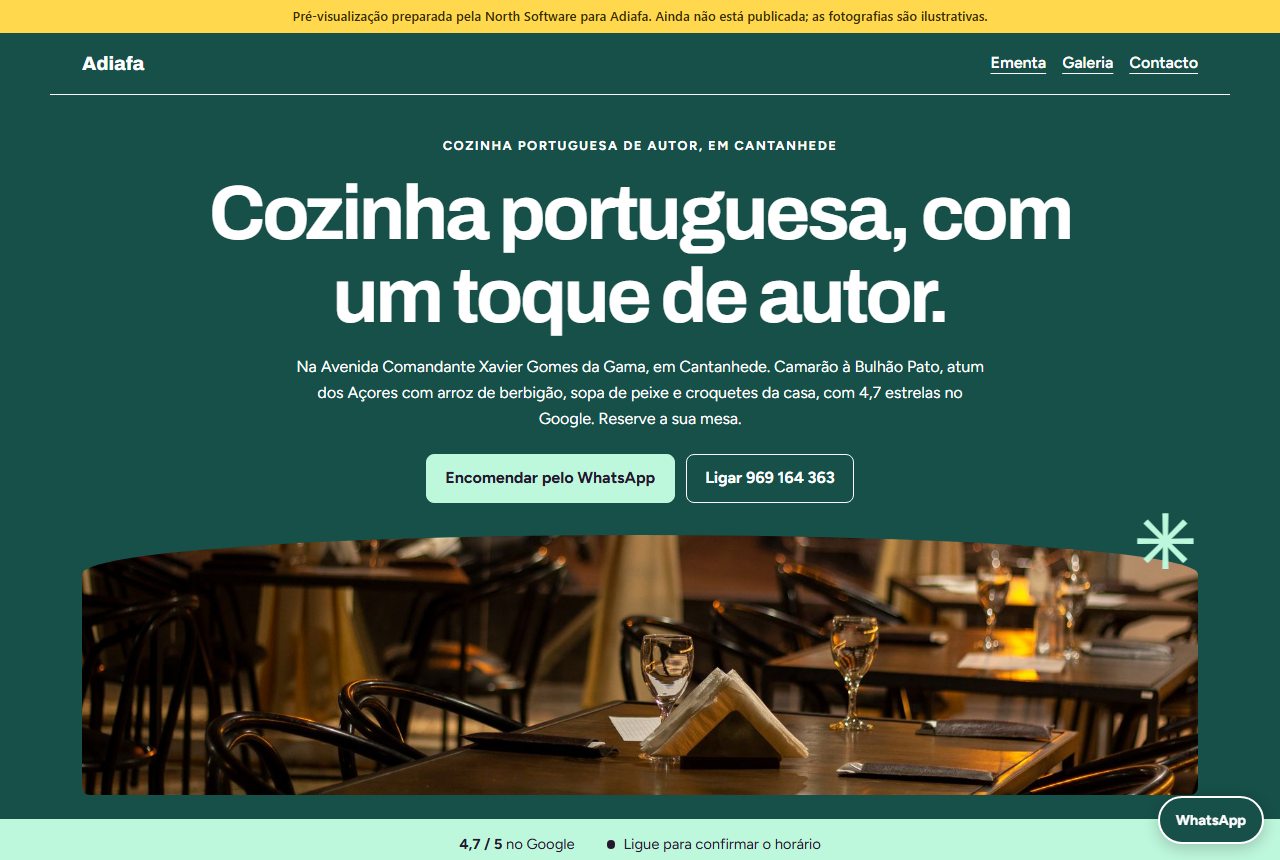 Pré-visualização preparada pela North Software para Adiafa. Ainda não está publicada; as fotografias são ilustrativas.
Adiafa
Ementa Galeria Contacto
COZINHA PORTUGUESA DE AUTOR, EM CANTANHEDE
Cozinha portuguesa, com
um toque de autor.
Na Avenida Comandante Xavier Gomes da Gama, em Cantanhede. Camarão à Bulhão Pato, atum
dos Açores com arroz de berbigão, sopa de peixe e croquetes da casa, com 4,7 estrelas no
Google. Reserve a sua mesa.
Encomendar pelo WhatsApp Ligar 969 164 363
WhatsApp
4,7 / 5 no Google Ligue para confirmar o horário